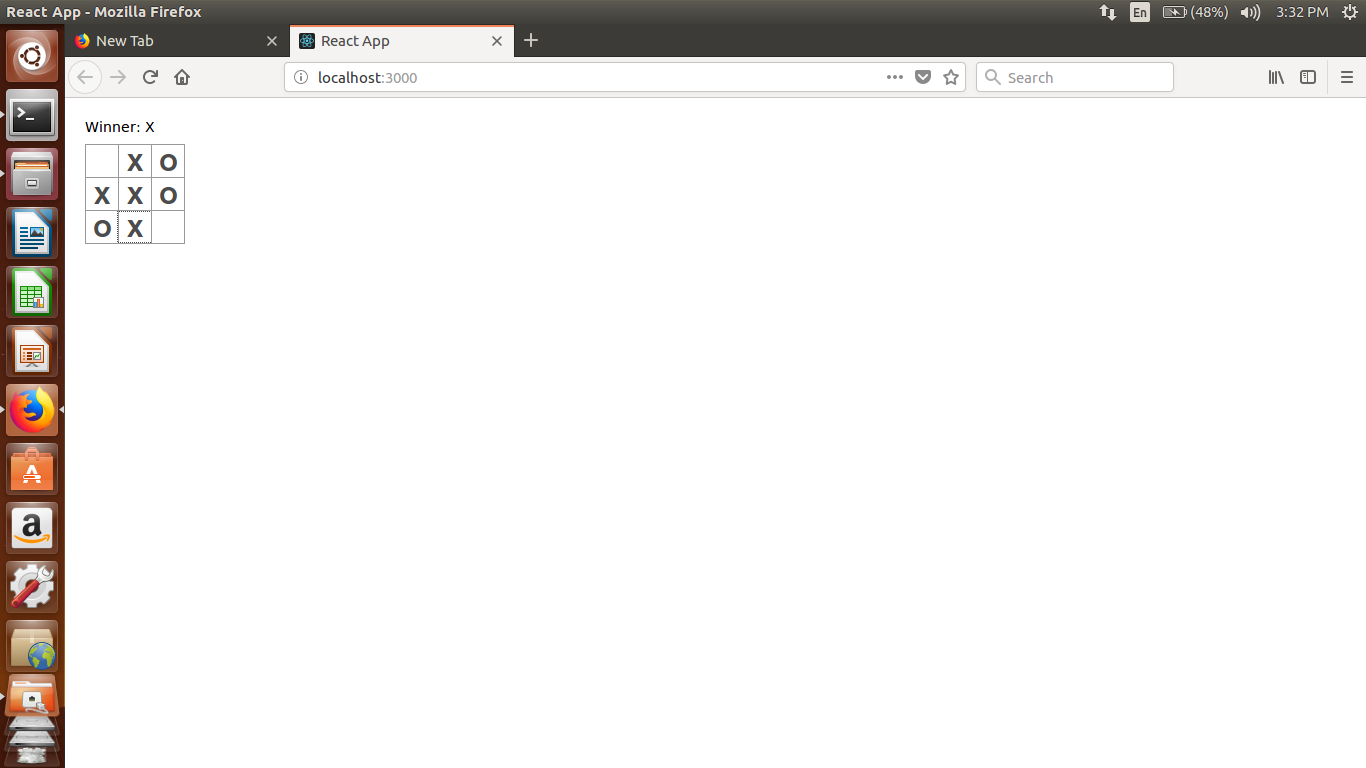 React App - Mozilla Firefox
En
(48%)
3:32 PM
New Tab
React App
localhost:3000
Search
Winner: X
X O
X X O
O X